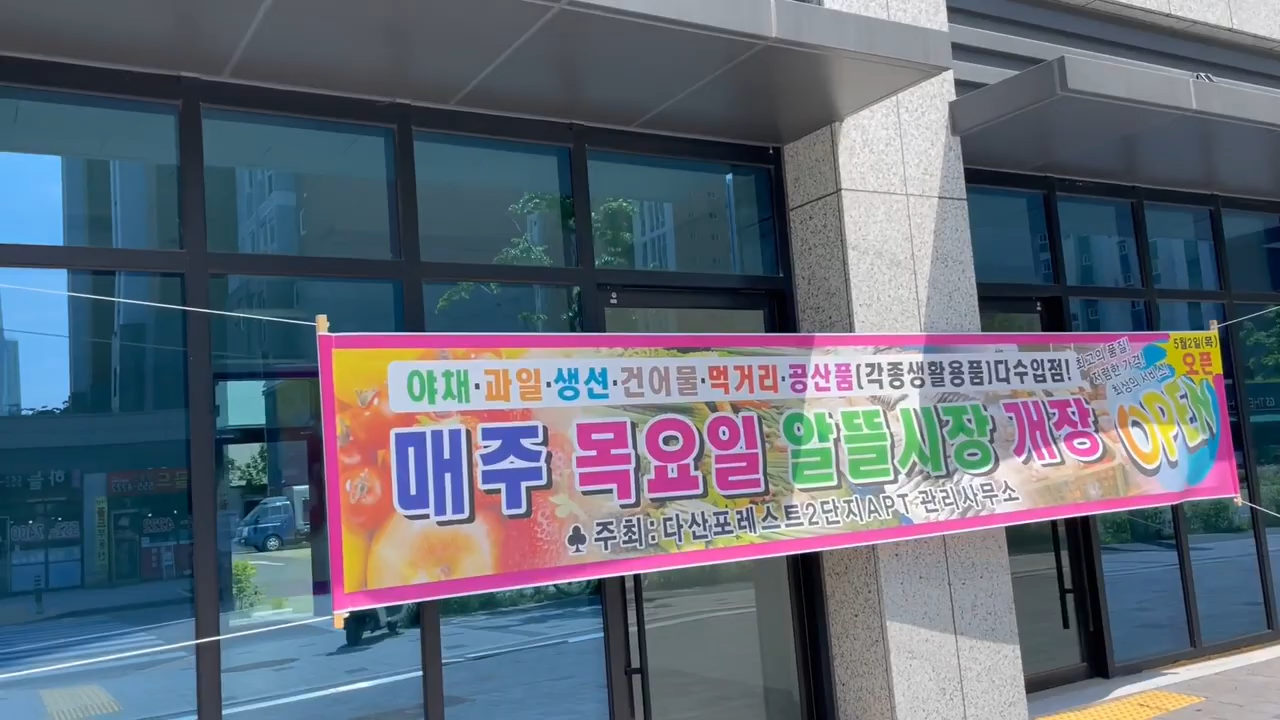 야채·과일·생선·건어물·먹거리·공산품(각종생활용품)다수입점!
최고의 품질!
저렴한 가격!
최상의 서비스
5월2일(목)
오픈
OPEN
매주 목요일 알뜰시장 개장
♣주최:다산포레스트2단지APT 관리사무소